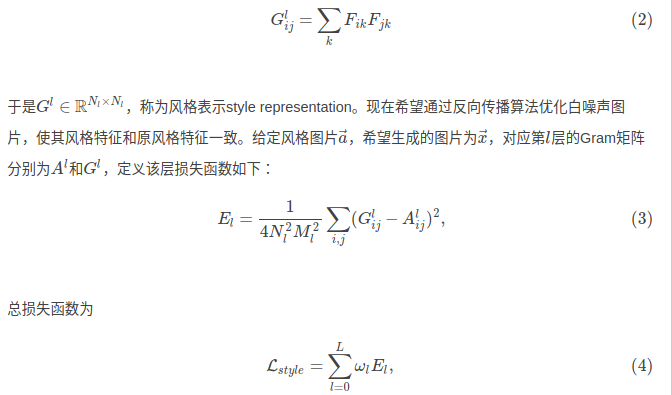 $$G_{ij}^{l} = \sum_{k} F_{ik} F_{jk} \quad (2)$$
于是$G^{l} \in \mathbb{R}^{N_l \times N_l}$，称为风格表示style representation。现在希望通过反向传播算法优化白噪声图
片，使其风格特征和原风格特征一致。给定风格图片$\vec{a}$，希望生成的图片为$\vec{x}$，对应第$l$层的Gram矩阵
分别为$A^{l}$和$G^{l}$，定义该层损失函数如下：
$$E_l = \frac{1}{4N_l^2 M_l^2} \sum_{i,j} (G_{ij}^{l} - A_{ij}^{l})^2, \quad (3)$$
总损失函数为
$$\mathcal{L}_{style} = \sum_{l=0}^{L} \omega_l E_l, \quad (4)$$